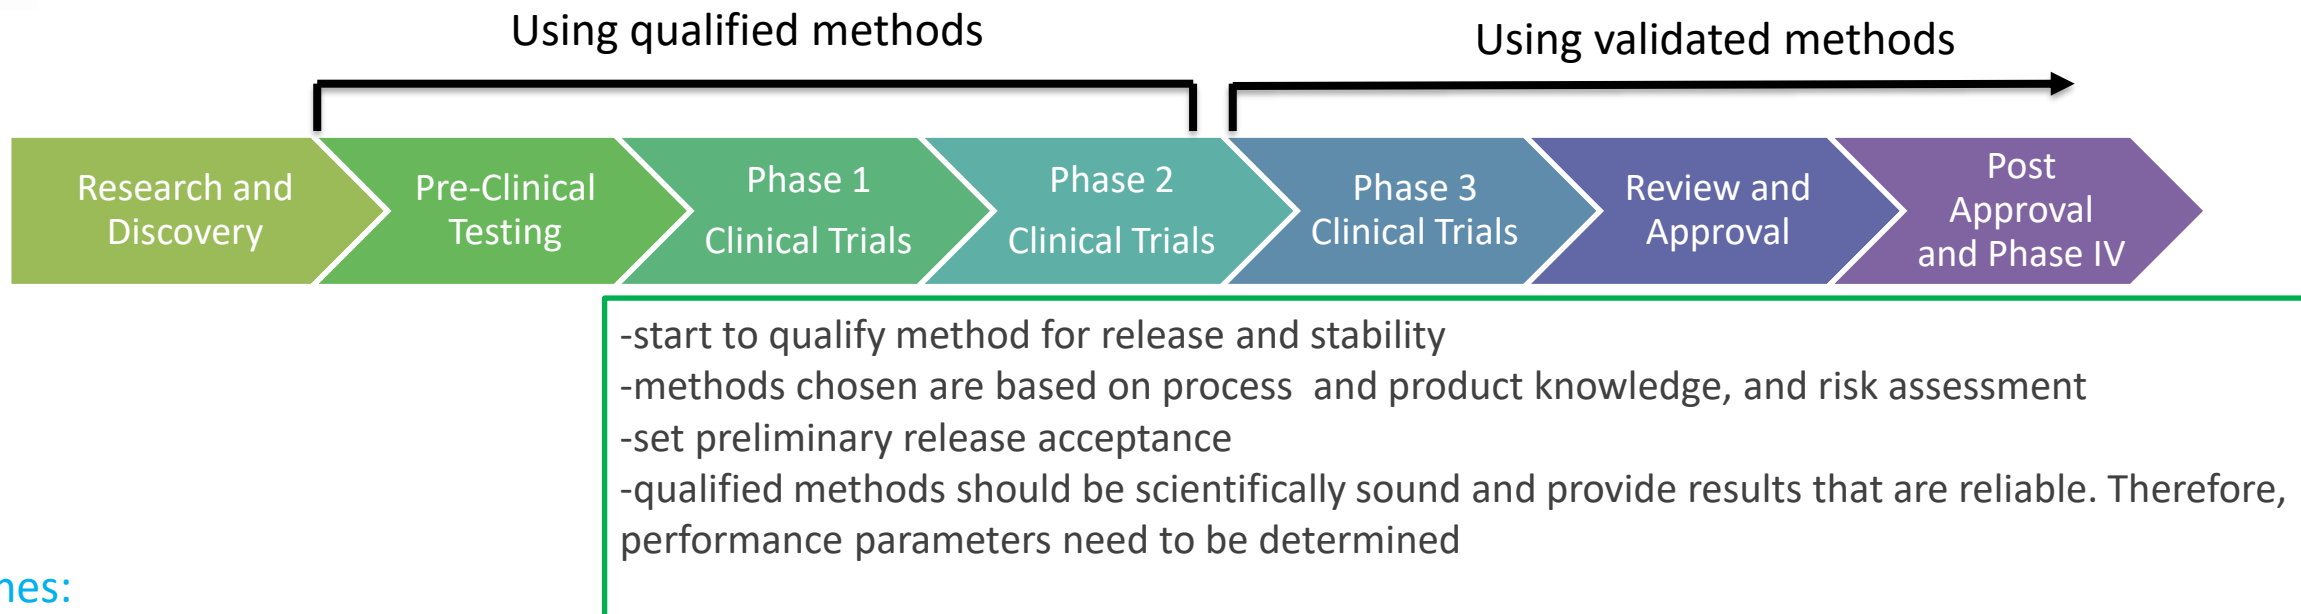 Using qualified methods
Using validated methods
Research and
Discovery
Pre-Clinical
Testing
Phase 1
Clinical Trials
Phase 2
Clinical Trials
Phase 3
Clinical Trials
Review and
Approval
Post
Approval
and Phase IV
-start to qualify method for release and stability
-methods chosen are based on process  and product knowledge, and risk assessment
-set preliminary release acceptance
-qualified methods should be scientifically sound and provide results that are reliable. Therefore,
performance parameters need to be determined